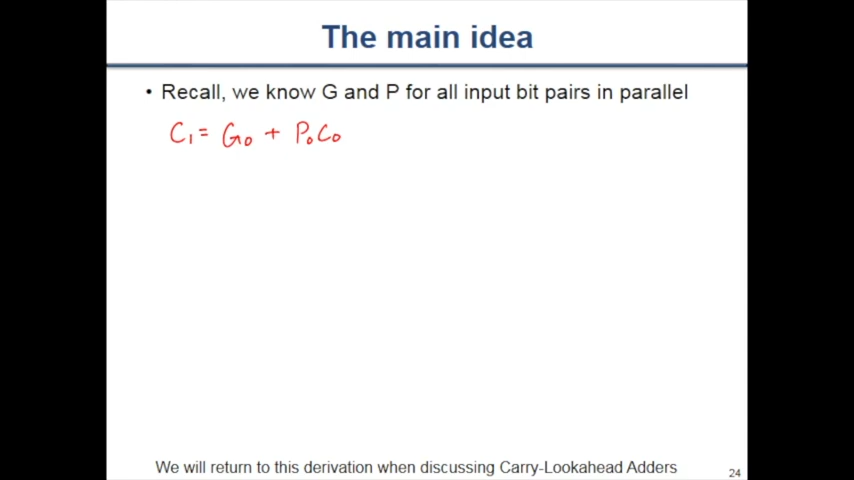 The main idea
• Recall, we know G and P for all input bit pairs in parallel
C₁ = G₀ + P₀C₀
We will return to this derivation when discussing Carry-Lookahead Adders
24